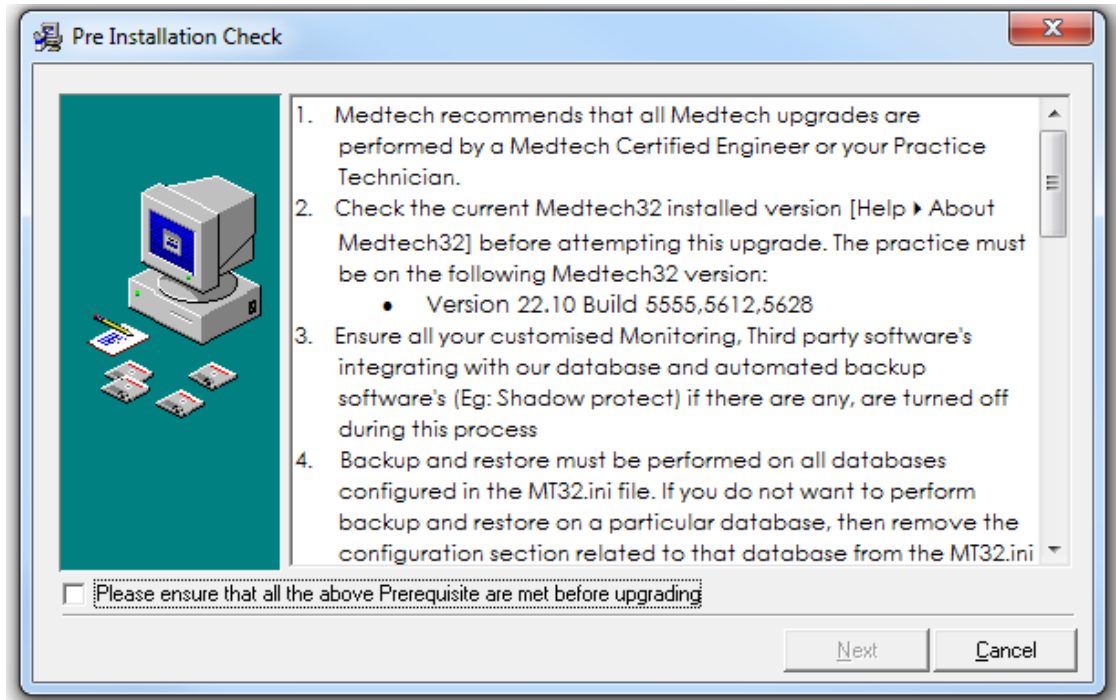 Pre Installation Check
1. Medtech recommends that all Medtech upgrades are
performed by a Medtech Certified Engineer or your Practice
Technician.
2. Check the current Medtech32 installed version [Help ▸ About
Medtech32] before attempting this upgrade. The practice must
be on the following Medtech32 version:
• Version 22.10 Build 5555,5612,5628
3. Ensure all your customised Monitoring, Third party software's
integrating with our database and automated backup
software's (Eg: Shadow protect) if there are any, are turned off
during this process
4. Backup and restore must be performed on all databases
configured in the MT32.ini file. If you do not want to perform
backup and restore on a particular database, then remove the
configuration section related to that database from the MT32.ini
Please ensure that all the above Prerequisite are met before upgrading
Next Cancel